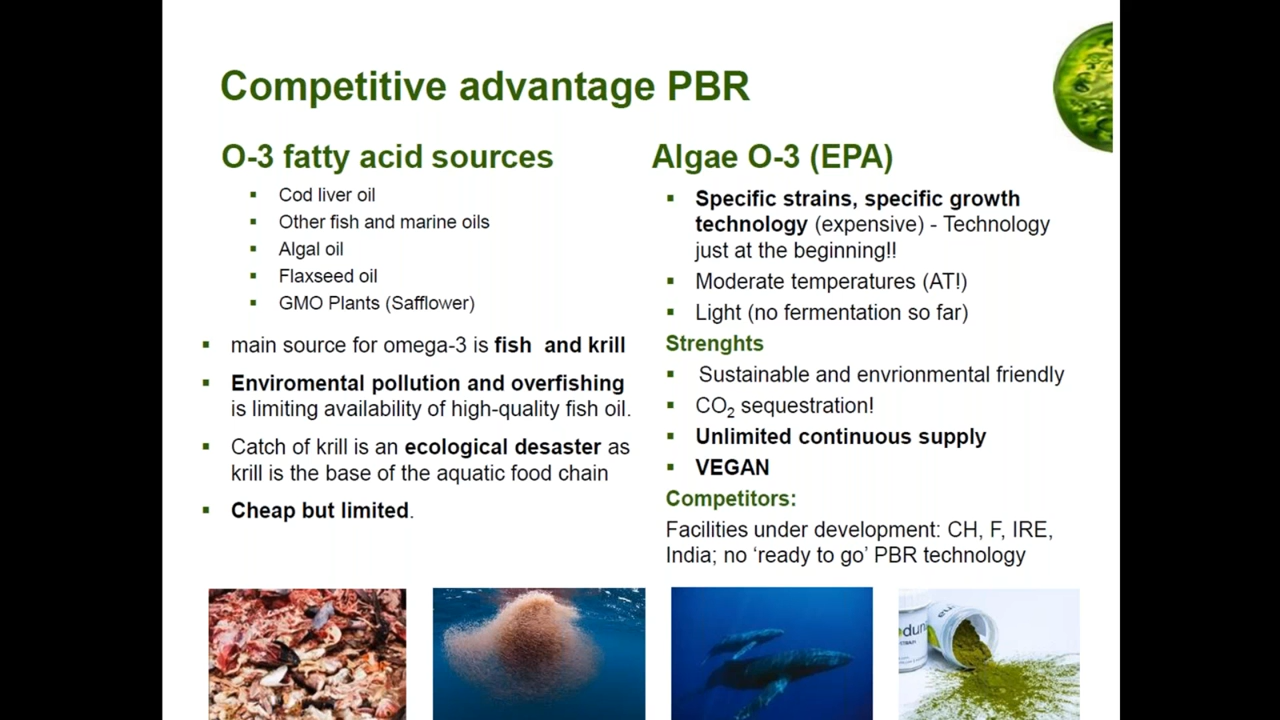 Competitive advantage PBR
O-3 fatty acid sources
Cod liver oil
Other fish and marine oils
Algal oil
Flaxseed oil
GMO Plants (Safflower)
main source for omega-3 is fish and krill
Enviromental pollution and overfishing
is limiting availability of high-quality fish oil.
Catch of krill is an ecological desaster as
krill is the base of the aquatic food chain
Cheap but limited.
Algae O-3 (EPA)
Specific strains, specific growth
technology (expensive) - Technology
just at the beginning!!
Moderate temperatures (AT!)
Light (no fermentation so far)
Strenghts
Sustainable and envrionmental friendly
CO₂ sequestration!
Unlimited continuous supply
VEGAN
Competitors:
Facilities under development: CH, F, IRE,
India; no ‘ready to go’ PBR technology